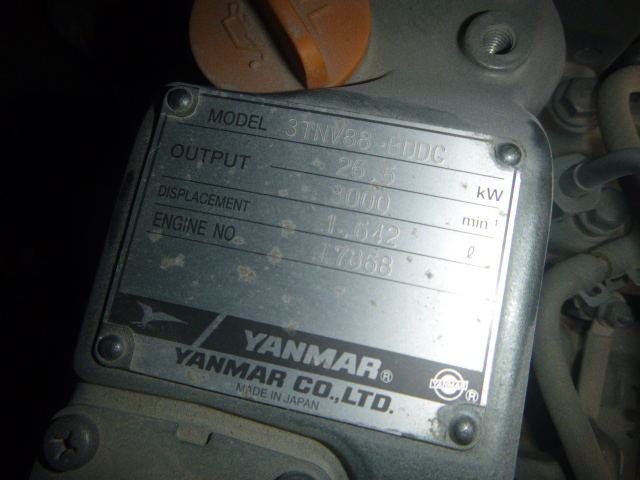 MODEL 3TNV88-BDDC
OUTPUT 26.5 kW
3000 min⁻¹
DISPLACEMENT 1.642 ℓ
ENGINE NO 17868
YANMAR®
YANMAR CO.,LTD.
MADE IN JAPAN
YANMAR ®